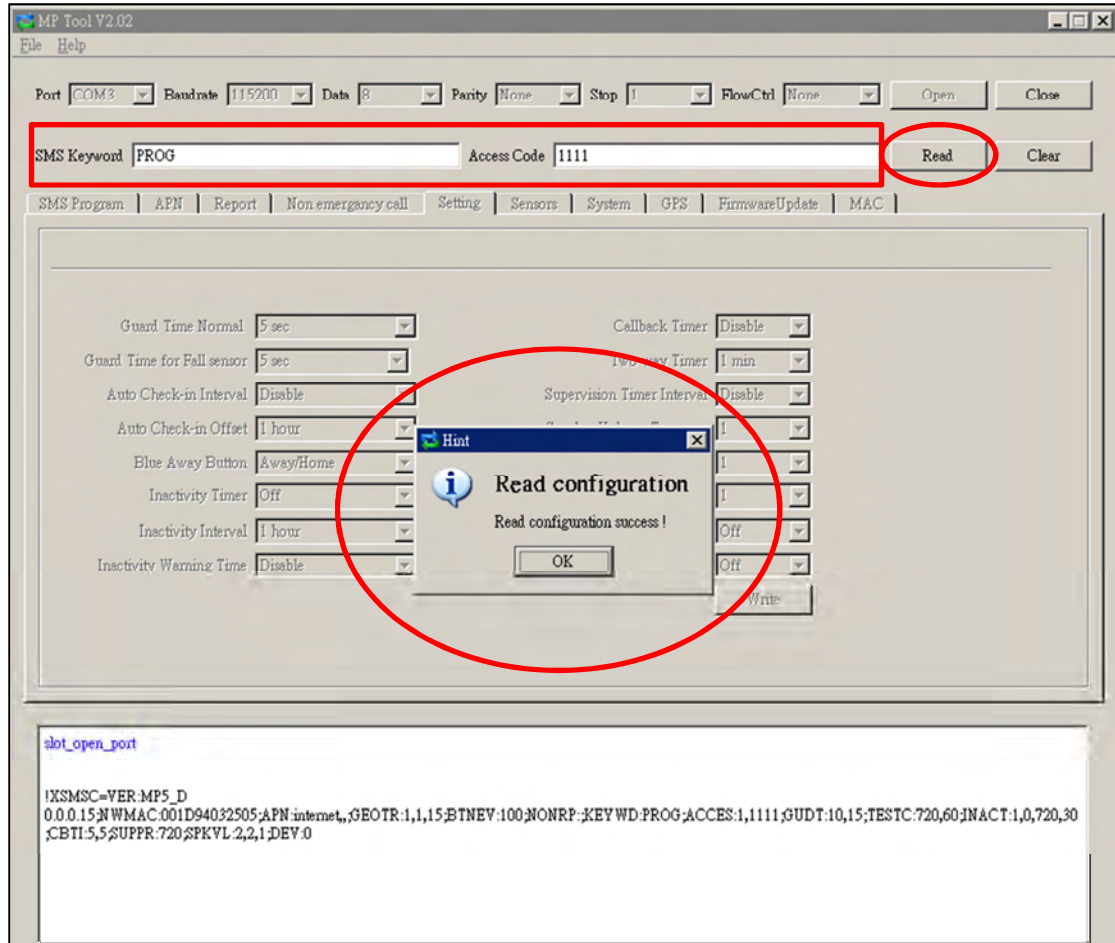 MP Tool V2.02
File Help
Port COM3 Baudrate 115200 Data 8 Parity None Stop 1 FlowCtrl None Open Close
SMS Keyword PROG Access Code 1111 Read Clear
SMS Program APN Report Non emergancy call Setting Sensors System GPS FirmwareUpdate MAC
Guard Time Normal 5 sec Callback Timer Disable
Guard Time for Fall sensor 5 sec Two way Timer 1 min
Auto Check-in Interval Disable Supervision Timer Interval Disable
Auto Check-in Offset 1 hour 1
Hint
Blue Away Button Away/Home 1
Read configuration
Inactivity Timer Off 1
Read configuration success !
Inactivity Interval 1 hour Off
OK
Inactivity Warning Time Disable Off
Write
slot_open_port
!XSMSC=VER:MP5_D
0.0.0.15;NWMAC:001D94032505;APN:internet,,;GEOTR:1,1,15;BTNEV:100;NONRP:;KEYWD:PROG;ACCES:1,1111;GUDT:10,15;TESTC:720,60;INACT:1,0,720,30
;CBTI:5,5;SUPPR:720;SPKVL:2,2,1;DEV:0